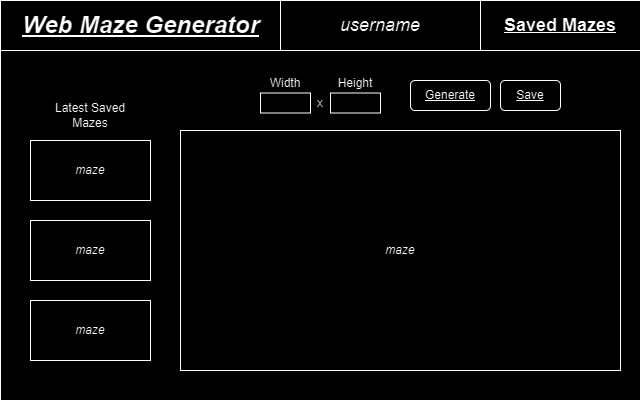 Web Maze Generator
username
Saved Mazes
Width
Height
x
Generate
Save
Latest Saved
Mazes
maze
maze
maze
maze